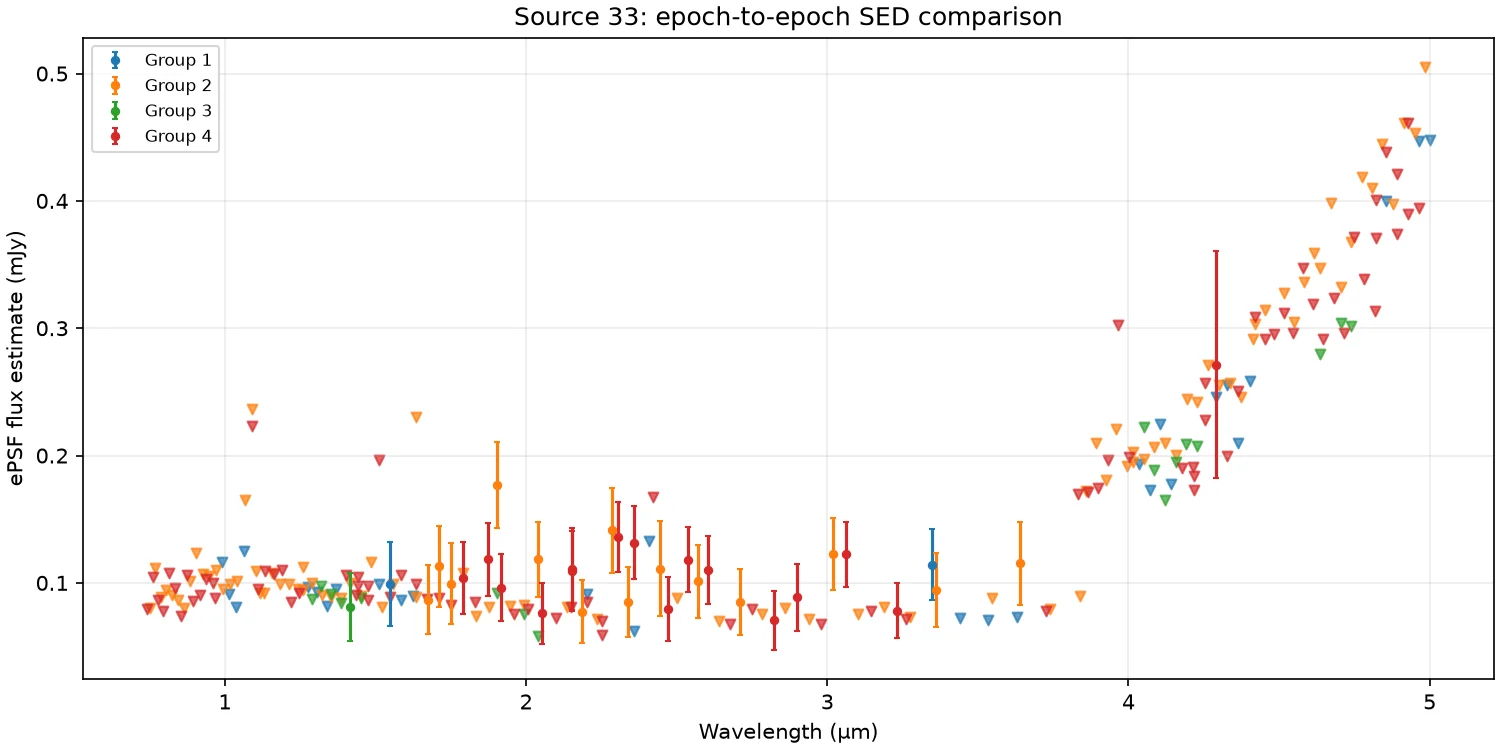 Source 33: epoch-to-epoch SED comparison
Group 1
Group 2
Group 3
Group 4
ePSF flux estimate (mJy)
0.5
0.4
0.3
0.2
0.1
1 2 3 4 5
Wavelength (μm)